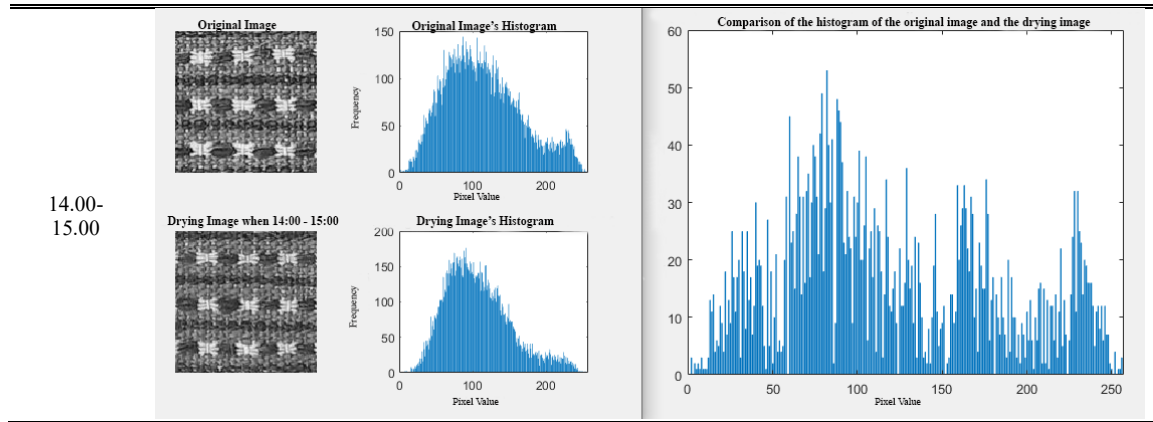 14.00-
15.00
Original Image
Original Image's Histogram
150
100
50
0
Frequency
0 100 200
Pixel Value
Drying Image when 14:00 - 15:00
Drying Image's Histogram
200
150
100
50
0
Frequency
0 100 200
Pixel Value
Comparison of the histogram of the original image and the drying image
60
50
40
30
20
10
0
0 50 100 150 200 250
Pixel Value